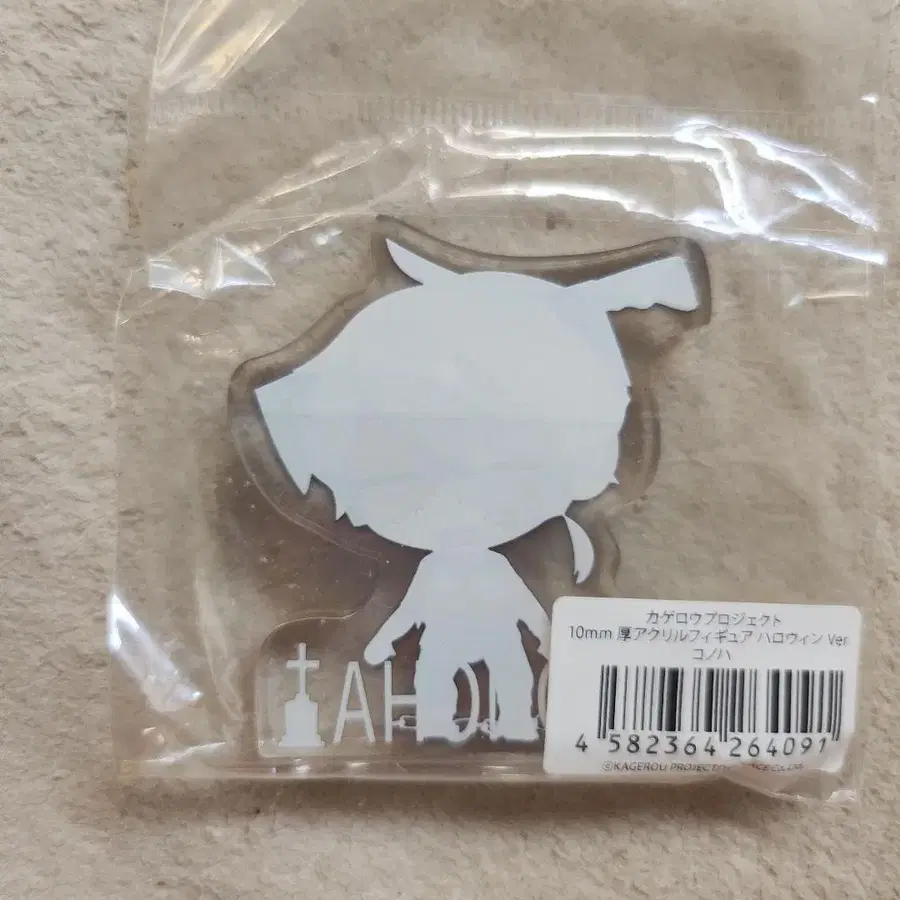 カゲロウプロジェクト
10mm 厚アクリルフィギュア ハロウィン Ver.
コノハ
4 582364 264091
©KAGEROU PROJECT
AHO